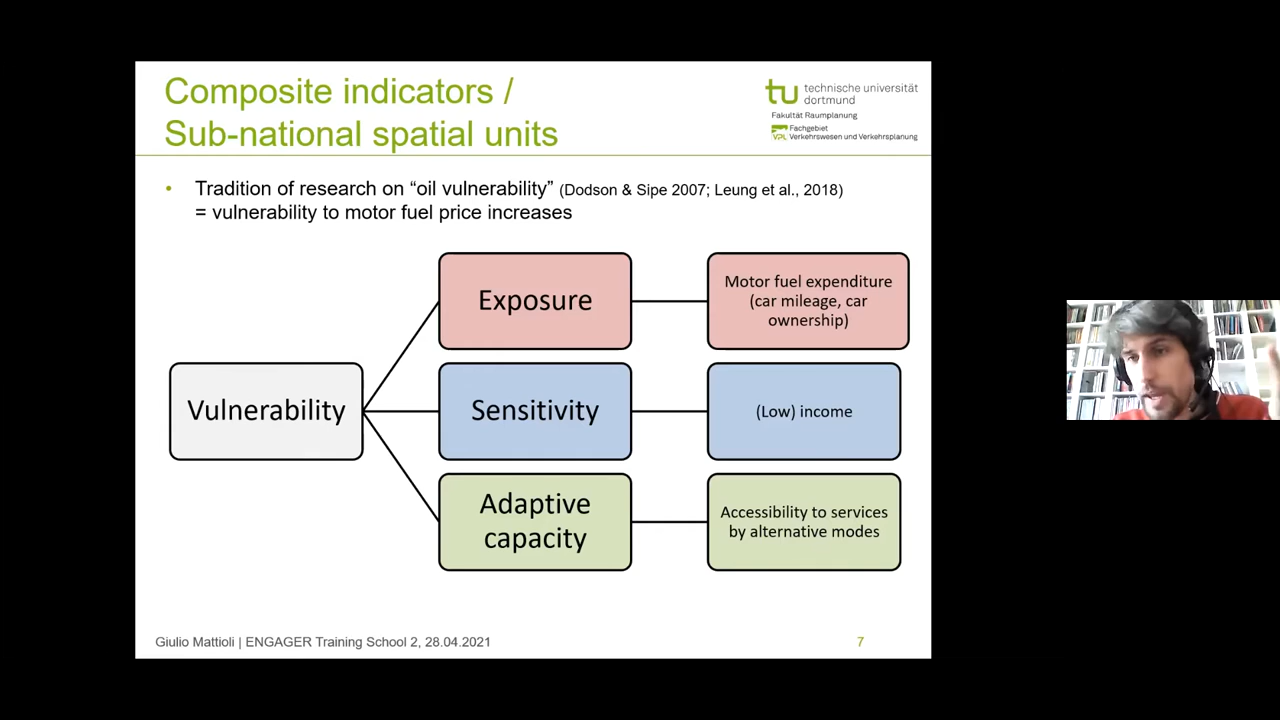 Composite indicators /
Sub-national spatial units
tu technische universität
dortmund
Fakultät Raumplanung
VPL Fachgebiet
Verkehrswesen und Verkehrsplanung
• Tradition of research on “oil vulnerability” (Dodson & Sipe 2007; Leung et al., 2018)
= vulnerability to motor fuel price increases
Vulnerability
Exposure
Motor fuel expenditure
(car mileage, car
ownership)
Sensitivity
(Low) income
Adaptive
capacity
Accessibility to services
by alternative modes
Giulio Mattioli | ENGAGER Training School 2, 28.04.2021
7